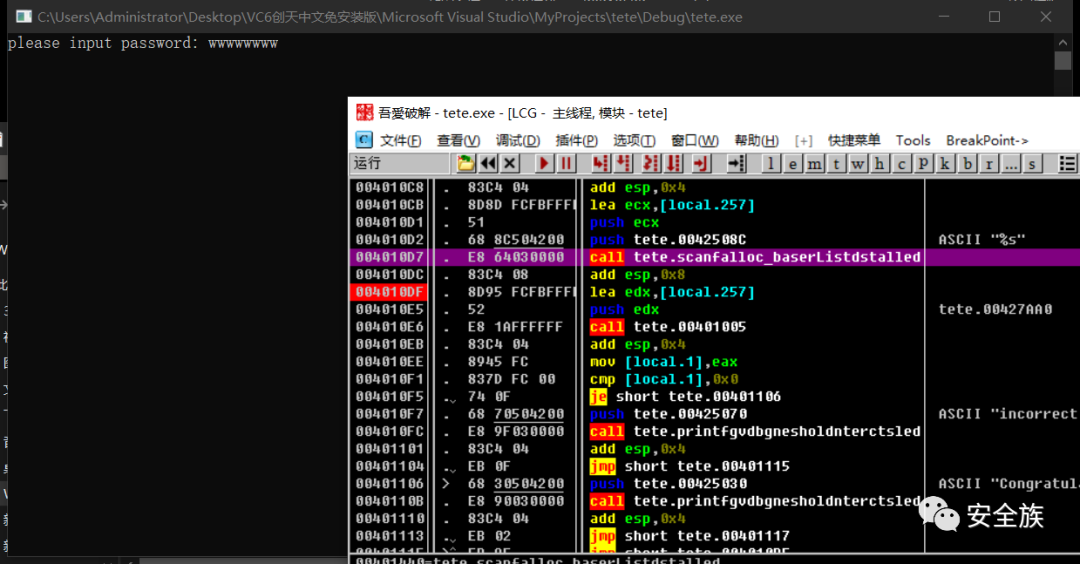 C:\Users\Administrator\Desktop\VC6创天中文免安装版\Microsoft Visual Studio\MyProjects\tete\Debug\tete.exe
please input password: wwwwwwwww
吾爱破解 - tete.exe - [LCG - 主线程, 模块 - tete]
文件(F) 查看(V) 调试(D) 插件(P) 选项(T) 窗口(W) 帮助(H) [+] 快捷菜单 Tools BreakPoint->
运行 l e m t w h c p k b r ... s
004010C8 . 83C4 04 add esp,0x4
004010CB . 8D8D FCFBFFFF lea ecx,[local.257]
004010D1 . 51 push ecx
004010D2 . 68 8C504200 push tete.0042508C ASCII "%s"
004010D7 . E8 64030000 call tete.scanfalloc_baserListdstalled
004010DC . 83C4 08 add esp,0x8
004010DF . 8D95 FCFBFFFF lea edx,[local.257]
004010E5 . 52 push edx tete.00427AA0
004010E6 . E8 1AFFFFFF call tete.00401005
004010EB . 83C4 04 add esp,0x4
004010EE . 8945 FC mov [local.1],eax
004010F1 . 837D FC 00 cmp [local.1],0x0
004010F5 . 74 0F je short tete.00401106
004010F7 . 68 70504200 push tete.00425070 ASCII "incorrect
004010FC . E8 9F030000 call tete.printfgvdbgnesholdnterctsled
00401101 . 83C4 04 add esp,0x4
00401104 . EB 0F jmp short tete.00401115
00401106 > 68 30504200 push tete.00425030 ASCII "Congratul
0040110B . E8 90030000 call tete.printfgvdbgnesholdnterctsled
00401110 . 83C4 04 add esp,0x4
00401113 . EB 02 jmp short tete.00401117
安全族